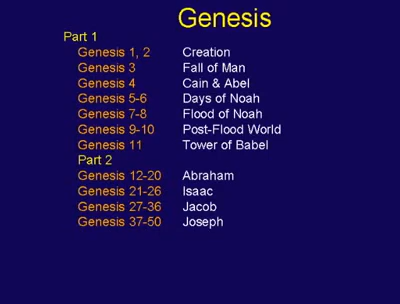 Genesis
Part 1
Genesis 1, 2 Creation
Genesis 3 Fall of Man
Genesis 4 Cain & Abel
Genesis 5-6 Days of Noah
Genesis 7-8 Flood of Noah
Genesis 9-10 Post-Flood World
Genesis 11 Tower of Babel
Part 2
Genesis 12-20 Abraham
Genesis 21-26 Isaac
Genesis 27-36 Jacob
Genesis 37-50 Joseph